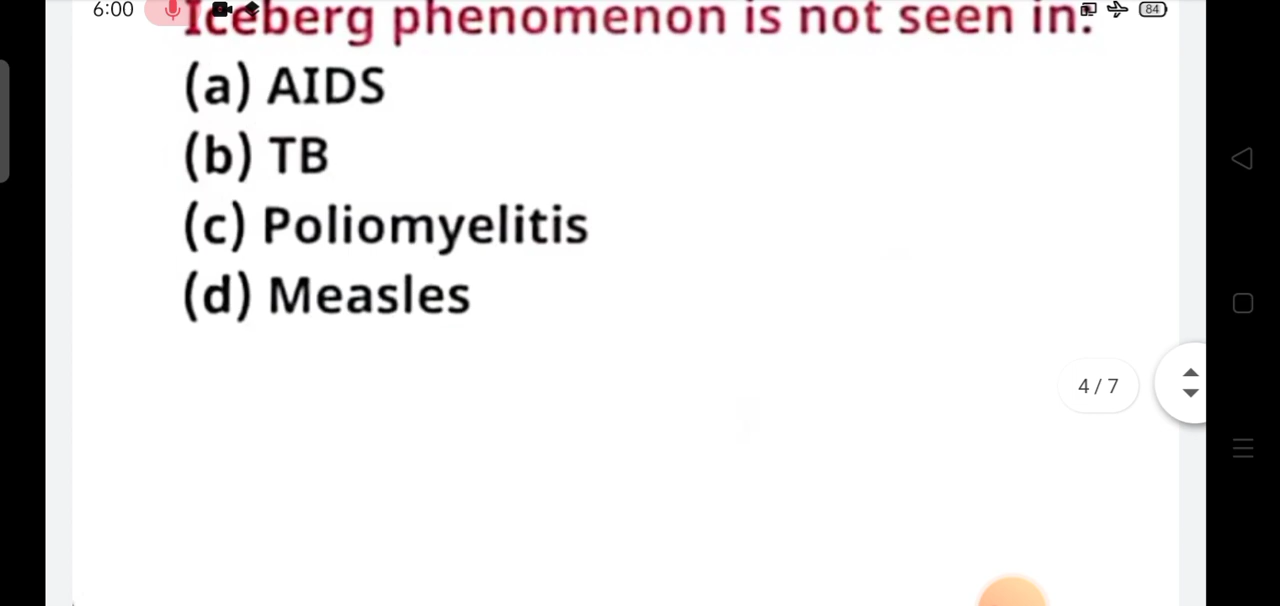 6:00
84
Iceberg phenomenon is not seen in:
(a) AIDS
(b) TB
(c) Poliomyelitis
(d) Measles
4 / 7